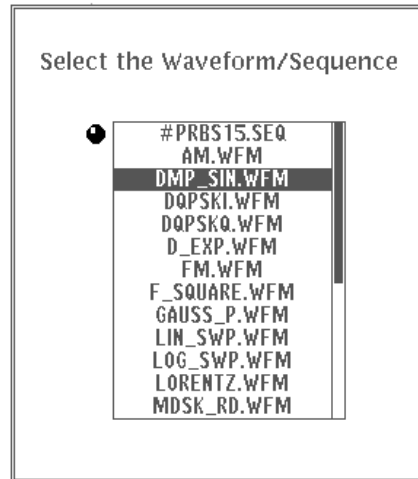 Select the Waveform/Sequence
#PRBS15.SEQ
AM.WFM
DMP_SIN.WFM
DQPSKI.WFM
DQPSKQ.WFM
D_EXP.WFM
FM.WFM
F_SQUARE.WFM
GAUSS_P.WFM
LIN_SWP.WFM
LOG_SWP.WFM
LORENTZ.WFM
MDSK_RD.WFM